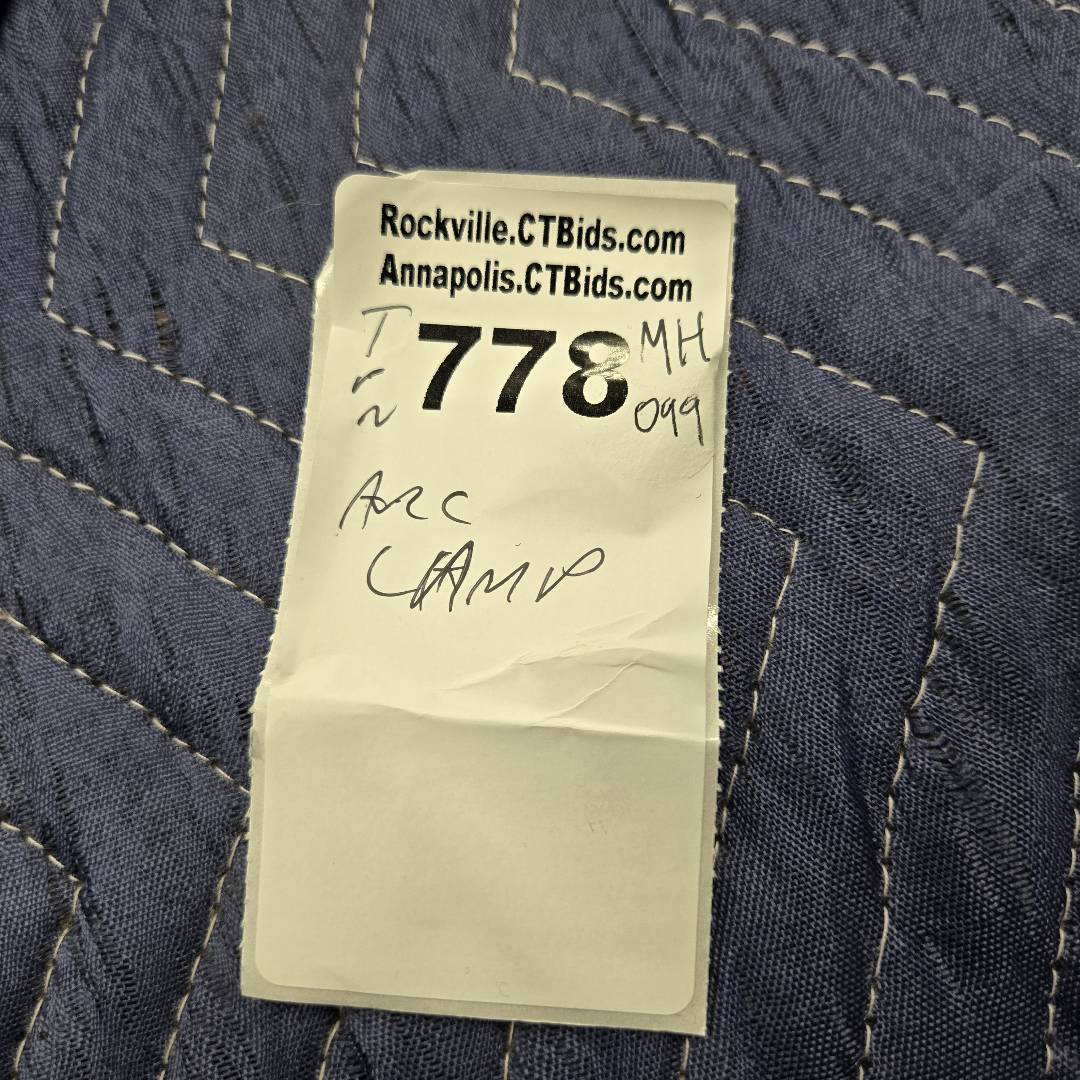 Rockville.CTBids.com
Annapolis.CTBids.com
778
MH
099
ARC
LAMP